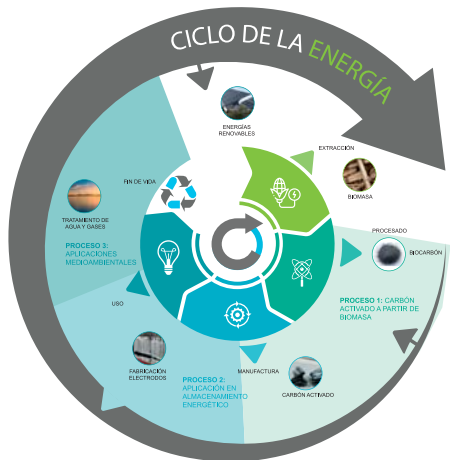 CICLO DE LA ENERGÍA
ENERGÍAS
RENOVABLES
EXTRACCIÓN
BIOMASA
PROCESADO
BIOCARBÓN
PROCESO 1: CARBÓN
ACTIVADO A PARTIR DE
BIOMASA
CARBÓN ACTIVADO
MANUFACTURA
PROCESO 2:
APLICACIÓN EN
ALMACENAMIENTO
ENERGÉTICO
FABRICACIÓN
ELECTRODOS
USO
PROCESO 3:
APLICACIONES
MEDIOAMBIENTALES
TRATAMIENTO DE
AGUA Y GASES
FIN DE VIDA